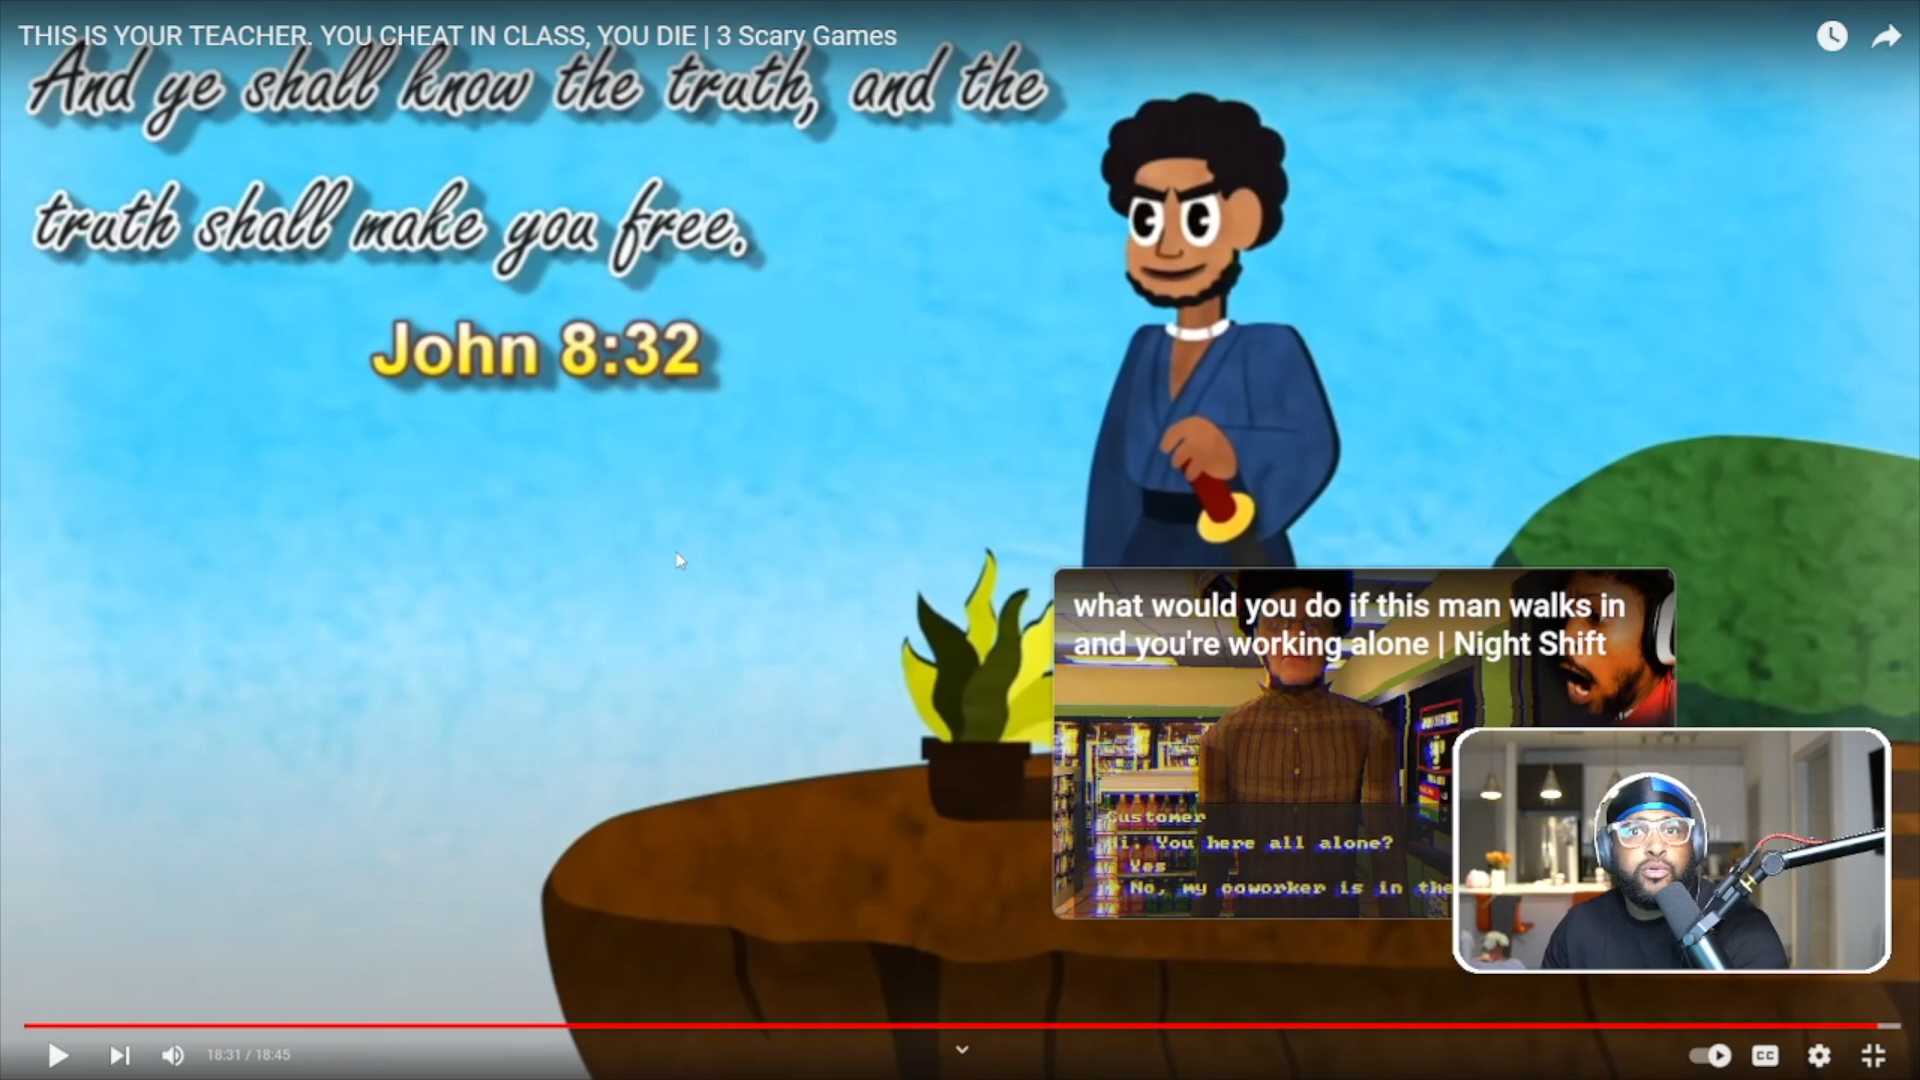 THIS IS YOUR TEACHER. YOU CHEAT IN CLASS, YOU DIE | 3 Scary Games
And ye shall know the truth, and the
truth shall make you free.
John 8:32
what would you do if this man walks in
and you're working alone | Night Shift
Customer
Hi. You here all alone?
Yes
No, my coworker is in the
18:31 / 18:45
CC